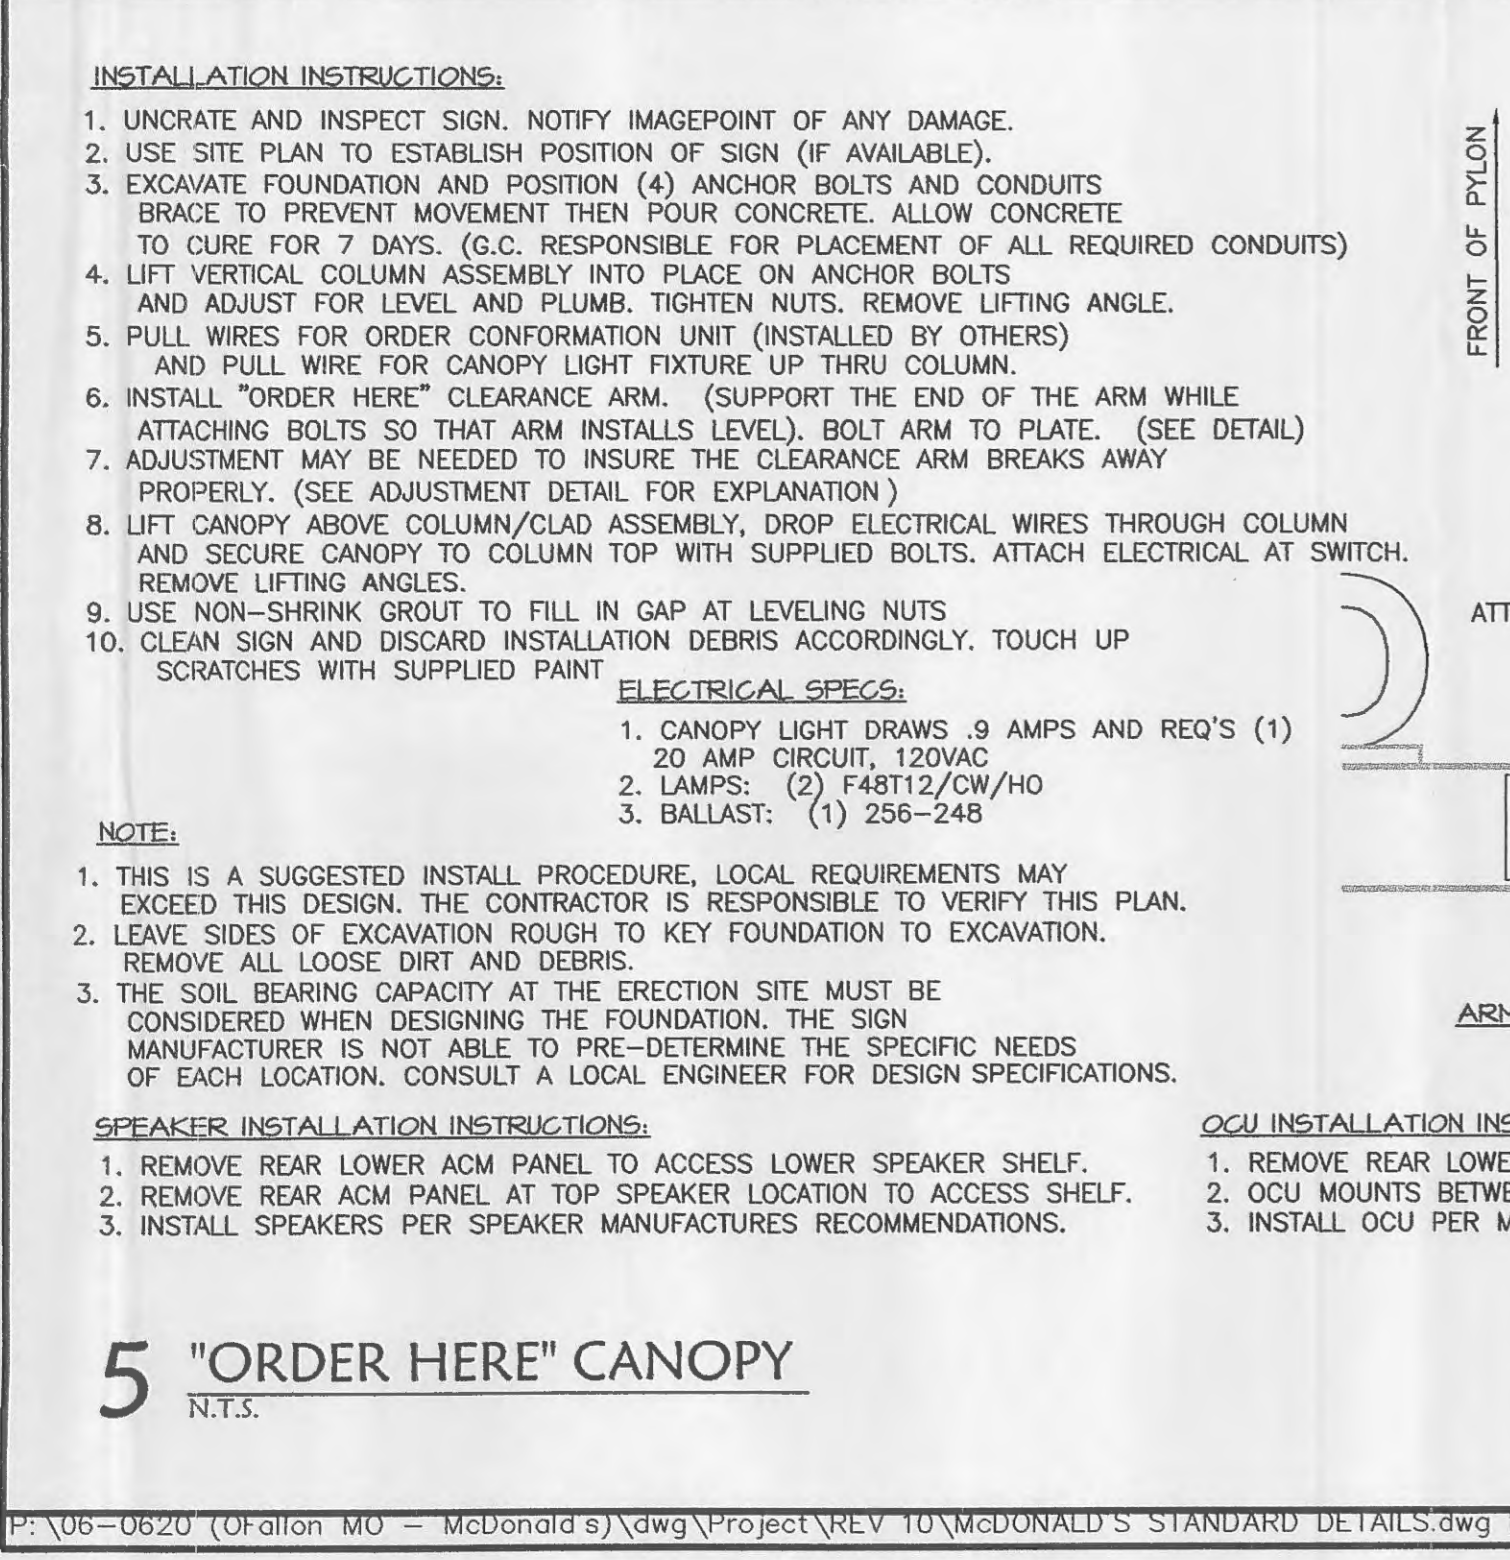 INSTALLATION INSTRUCTIONS:
1. UNCRATE AND INSPECT SIGN. NOTIFY IMAGEPOINT OF ANY DAMAGE.
2. USE SITE PLAN TO ESTABLISH POSITION OF SIGN (IF AVAILABLE).
3. EXCAVATE FOUNDATION AND POSITION (4) ANCHOR BOLTS AND CONDUITS
BRACE TO PREVENT MOVEMENT THEN POUR CONCRETE. ALLOW CONCRETE
TO CURE FOR 7 DAYS. (G.C. RESPONSIBLE FOR PLACEMENT OF ALL REQUIRED CONDUITS)
4. LIFT VERTICAL COLUMN ASSEMBLY INTO PLACE ON ANCHOR BOLTS
AND ADJUST FOR LEVEL AND PLUMB. TIGHTEN NUTS. REMOVE LIFTING ANGLE.
5. PULL WIRES FOR ORDER CONFORMATION UNIT (INSTALLED BY OTHERS)
AND PULL WIRE FOR CANOPY LIGHT FIXTURE UP THRU COLUMN.
6. INSTALL "ORDER HERE" CLEARANCE ARM. (SUPPORT THE END OF THE ARM WHILE
ATTACHING BOLTS SO THAT ARM INSTALLS LEVEL). BOLT ARM TO PLATE. (SEE DETAIL)
7. ADJUSTMENT MAY BE NEEDED TO INSURE THE CLEARANCE ARM BREAKS AWAY
PROPERLY. (SEE ADJUSTMENT DETAIL FOR EXPLANATION )
8. LIFT CANOPY ABOVE COLUMN/CLAD ASSEMBLY, DROP ELECTRICAL WIRES THROUGH COLUMN
AND SECURE CANOPY TO COLUMN TOP WITH SUPPLIED BOLTS. ATTACH ELECTRICAL AT SWITCH.
REMOVE LIFTING ANGLES.
9. USE NON-SHRINK GROUT TO FILL IN GAP AT LEVELING NUTS
10. CLEAN SIGN AND DISCARD INSTALLATION DEBRIS ACCORDINGLY. TOUCH UP
SCRATCHES WITH SUPPLIED PAINT
ELECTRICAL SPECS:
1. CANOPY LIGHT DRAWS .9 AMPS AND REQ'S (1)
20 AMP CIRCUIT, 120VAC
2. LAMPS: (2) F48T12/CW/HO
3. BALLAST: (1) 256-248
NOTE:
1. THIS IS A SUGGESTED INSTALL PROCEDURE, LOCAL REQUIREMENTS MAY
EXCEED THIS DESIGN. THE CONTRACTOR IS RESPONSIBLE TO VERIFY THIS PLAN.
2. LEAVE SIDES OF EXCAVATION ROUGH TO KEY FOUNDATION TO EXCAVATION.
REMOVE ALL LOOSE DIRT AND DEBRIS.
3. THE SOIL BEARING CAPACITY AT THE ERECTION SITE MUST BE
CONSIDERED WHEN DESIGNING THE FOUNDATION. THE SIGN
MANUFACTURER IS NOT ABLE TO PRE-DETERMINE THE SPECIFIC NEEDS
OF EACH LOCATION. CONSULT A LOCAL ENGINEER FOR DESIGN SPECIFICATIONS.
SPEAKER INSTALLATION INSTRUCTIONS:
1. REMOVE REAR LOWER ACM PANEL TO ACCESS LOWER SPEAKER SHELF.
2. REMOVE REAR ACM PANEL AT TOP SPEAKER LOCATION TO ACCESS SHELF.
3. INSTALL SPEAKERS PER SPEAKER MANUFACTURES RECOMMENDATIONS.
FRONT OF PYLON
ATT
OCU INSTALLATION INS
1. REMOVE REAR LOWE
2. OCU MOUNTS BETWE
3. INSTALL OCU PER M
5 "ORDER HERE" CANOPY
N.T.S.
P: \06-0620 (OFallon MO - McDonald's)\dwg\Project\REV 10\McDONALD'S STANDARD DETAILS.dwg